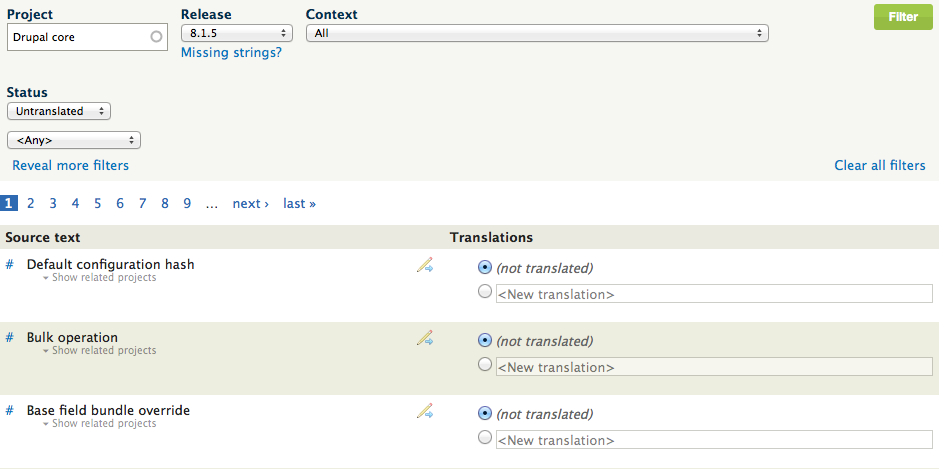 Project Release Context
Drupal core 8.1.5 All Filter
Missing strings?
Status
Untranslated
<Any>
Reveal more filters Clear all filters
1 2 3 4 5 6 7 8 9 ... next › last »
Source text Translations
# Default configuration hash (not translated)
Show related projects
<New translation>
# Bulk operation (not translated)
Show related projects
<New translation>
# Base field bundle override (not translated)
Show related projects
<New translation>